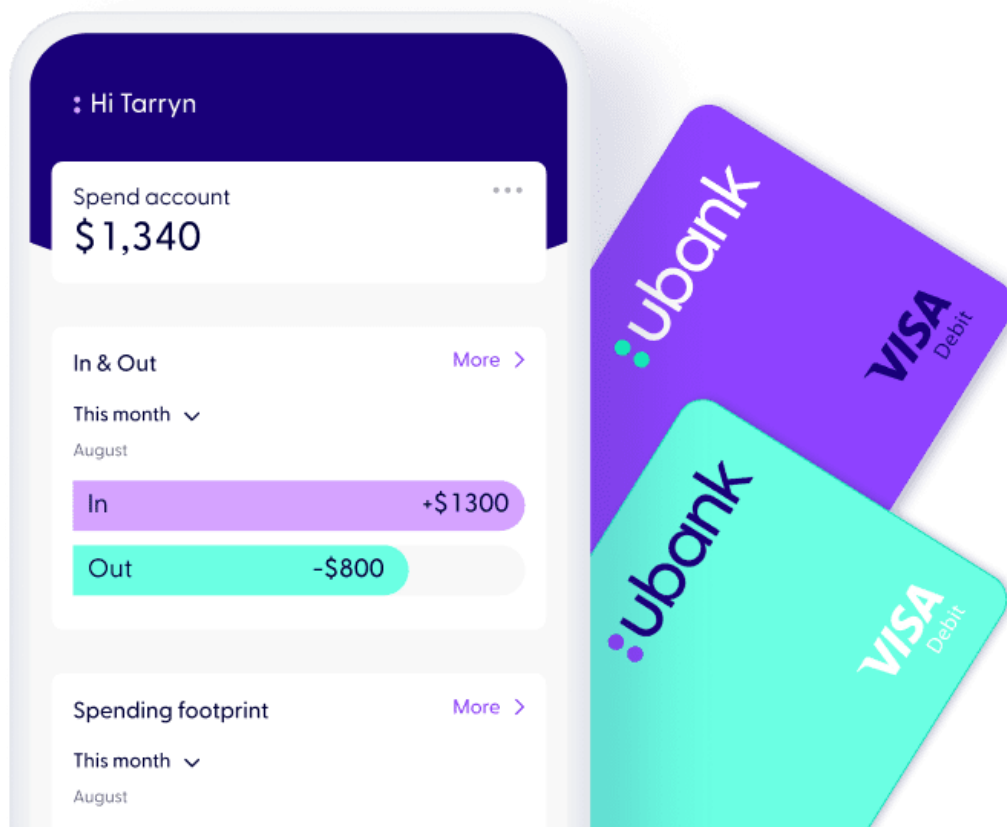 Hi Tarryn
Spend account
$1,340
In & Out
More
This month
August
In +$1300
Out -$800
Spending footprint
More
This month
August
ubank
VISA
Debit
ubank
VISA
Debit